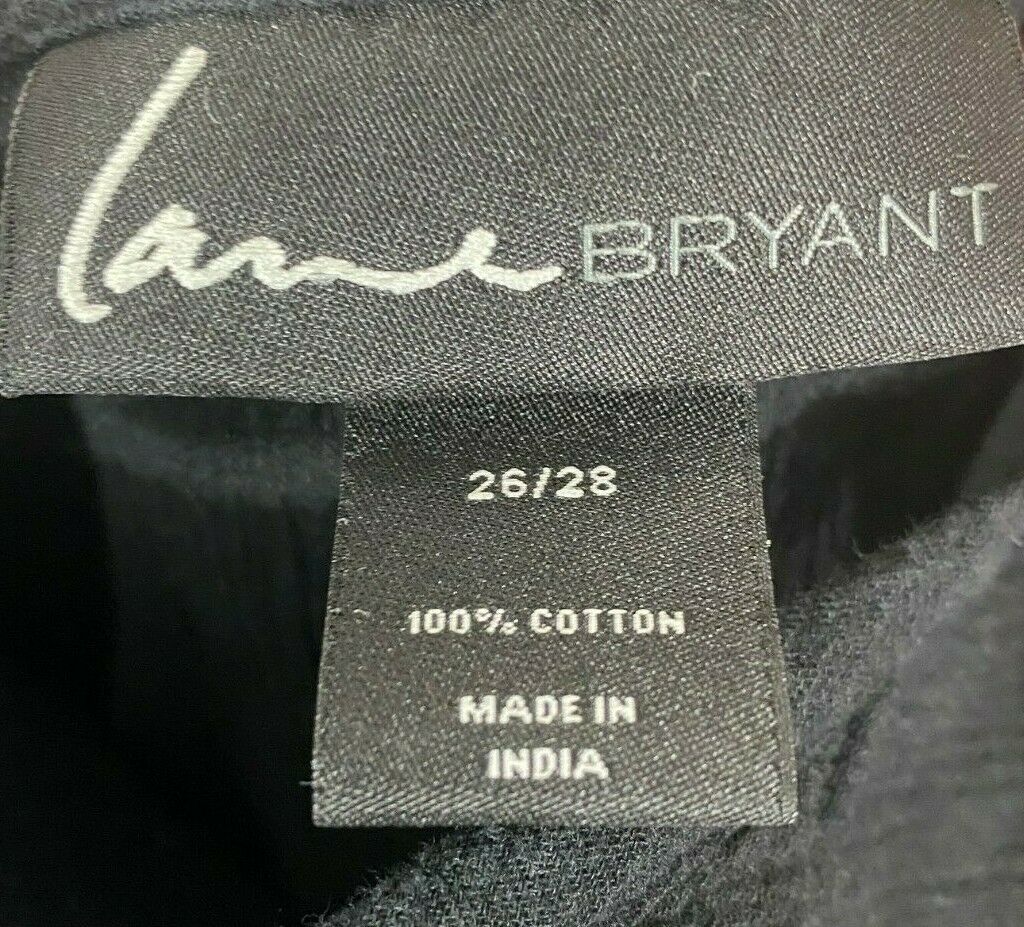 Lane BRYANT
26/28
100% COTTON
MADE IN
INDIA